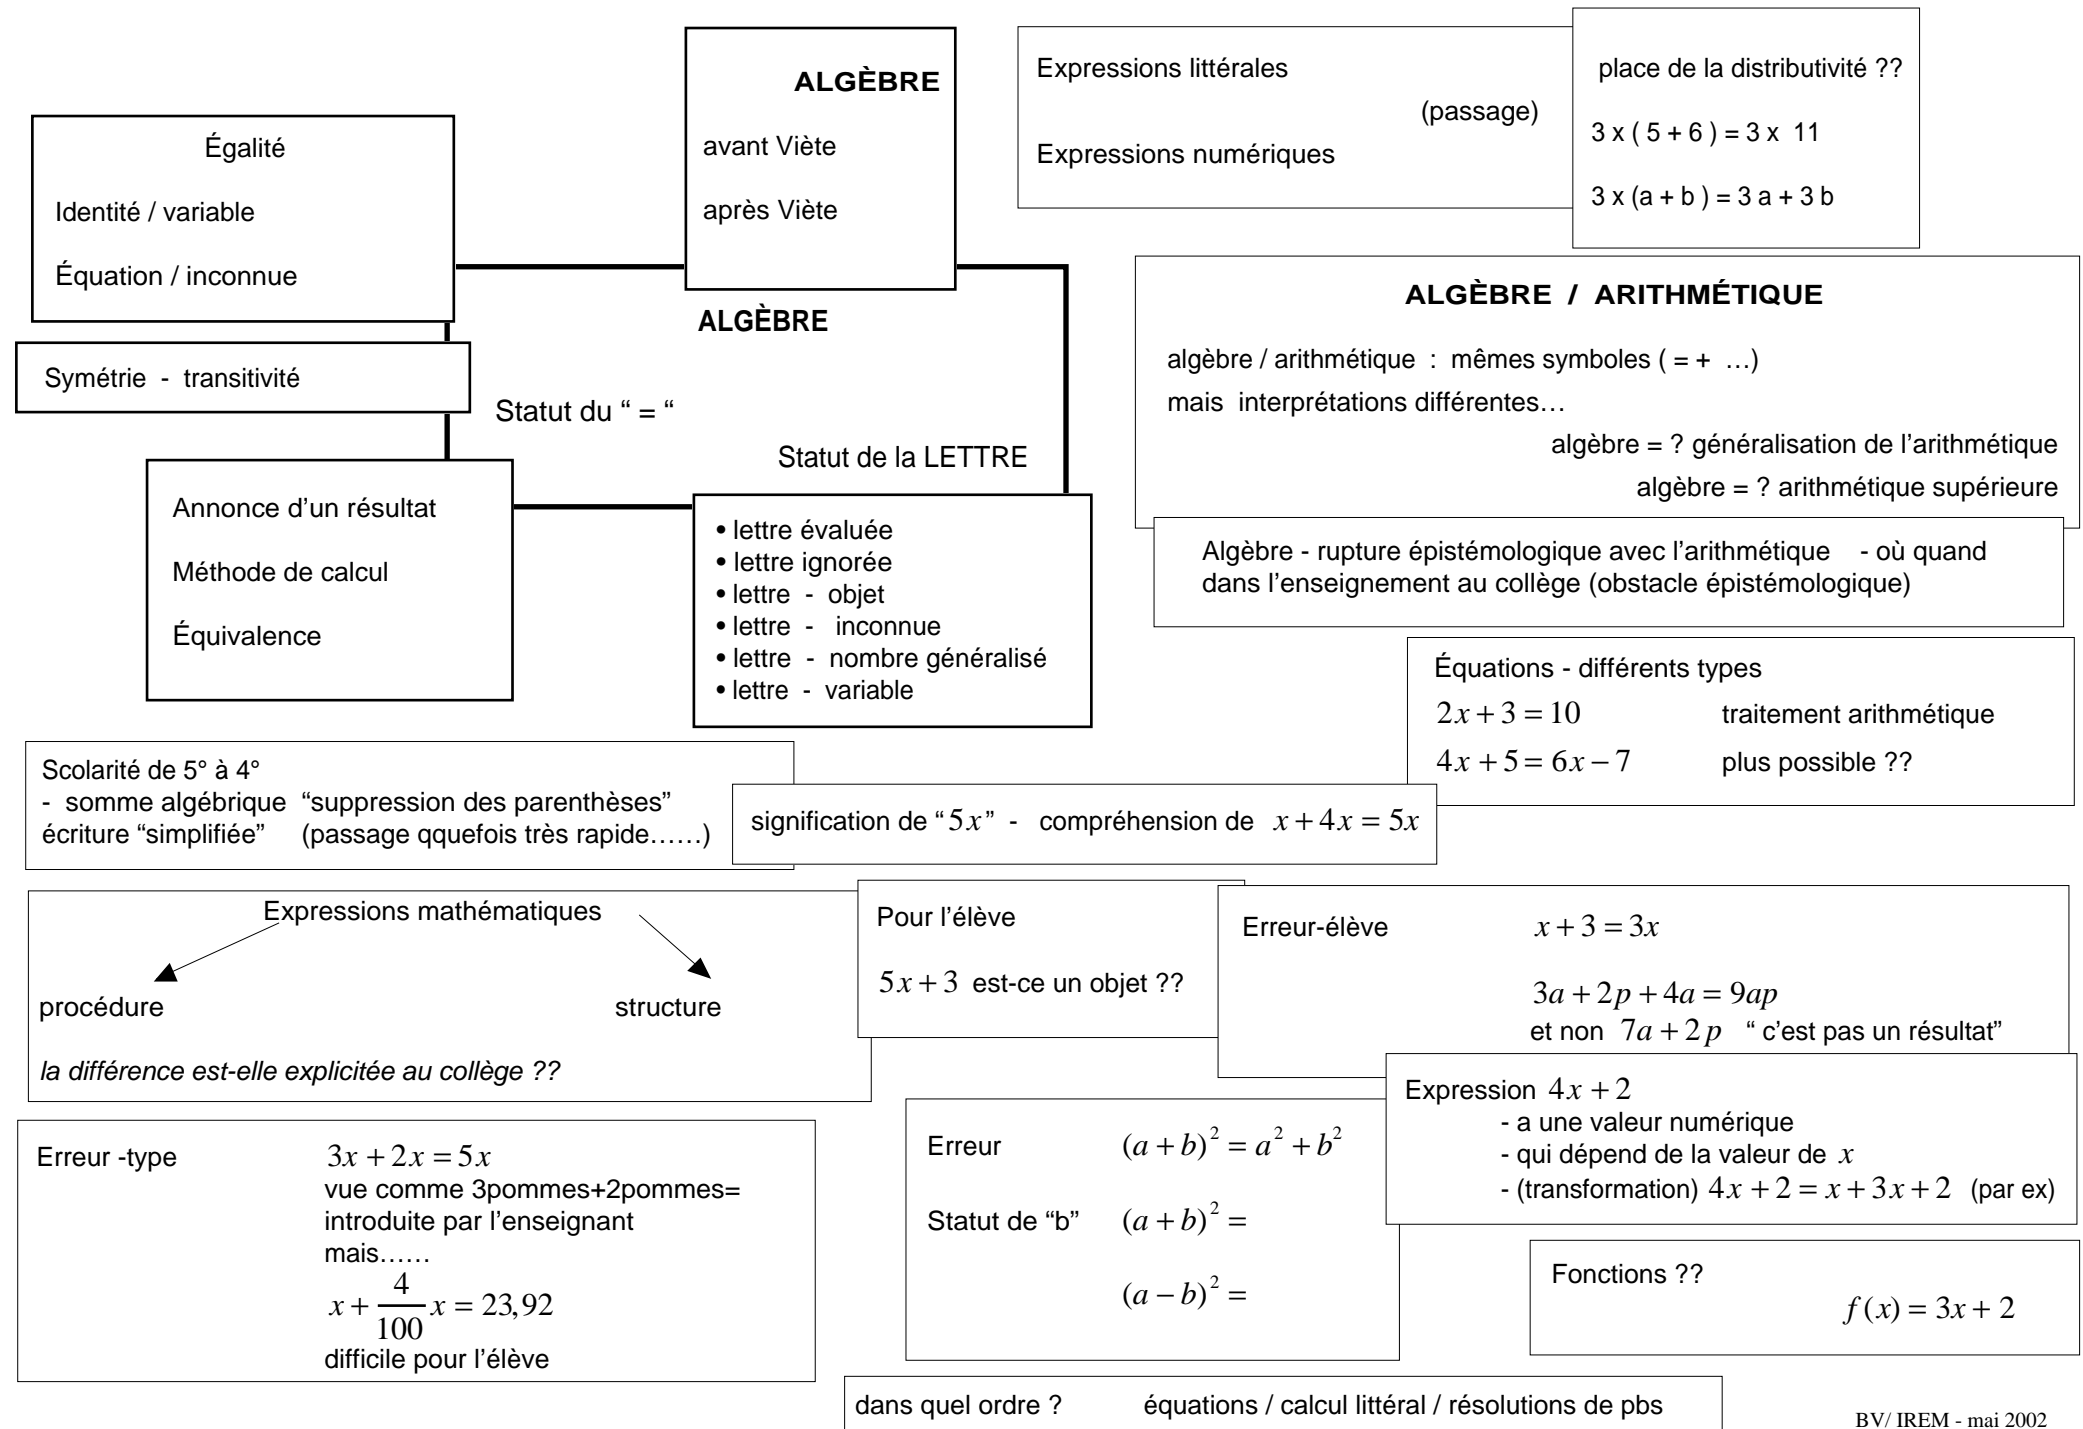 ALGÈBRE
avant Viète
après Viète
Égalité
Identité / variable
Équation / inconnue
Symétrie - transitivité
ALGÈBRE
Statut du “ = “
Statut de la LETTRE
Annonce d’un résultat
Méthode de calcul
Équivalence
• lettre évaluée
• lettre ignorée
• lettre - objet
• lettre - inconnue
• lettre - nombre généralisé
• lettre - variable
Expressions littérales
(passage)
Expressions numériques
place de la distributivité ??
3 x ( 5 + 6 ) = 3 x 11
3 x (a + b ) = 3 a + 3 b
ALGÈBRE / ARITHMÉTIQUE
algèbre / arithmétique : mêmes symboles ( = + …)
mais interprétations différentes…
algèbre = ? généralisation de l’arithmétique
algèbre = ? arithmétique supérieure
Algèbre - rupture épistémologique avec l’arithmétique - où quand
dans l’enseignement au collège (obstacle épistémologique)
Équations - différents types
2x + 3 = 10 traitement arithmétique
4x + 5 = 6x − 7 plus possible ??
Scolarité de 5° à 4°
- somme algébrique “suppression des parenthèses”
écriture “simplifiée” (passage qquefois très rapide……)
signification de “ 5x” - compréhension de x + 4x = 5x
Expressions mathématiques
procédure structure
la différence est-elle explicitée au collège ??
Pour l’élève
5x + 3 est-ce un objet ??
Erreur-élève x + 3 = 3x
3a + 2p + 4a = 9ap
et non 7a + 2p “ c’est pas un résultat”
Expression 4x + 2
- a une valeur numérique
- qui dépend de la valeur de x
- (transformation) 4x + 2 = x + 3x + 2 (par ex)
Erreur -type 3x + 2x = 5x
vue comme 3pommes+2pommes=
introduite par l’enseignant
mais……
x + 4/100 x = 23,92
difficile pour l’élève
Erreur (a + b)² = a² + b²
Statut de “b” (a + b)² =
(a − b)² =
Fonctions ??
f (x) = 3x + 2
dans quel ordre ? équations / calcul littéral / résolutions de pbs
BV/ IREM - mai 2002